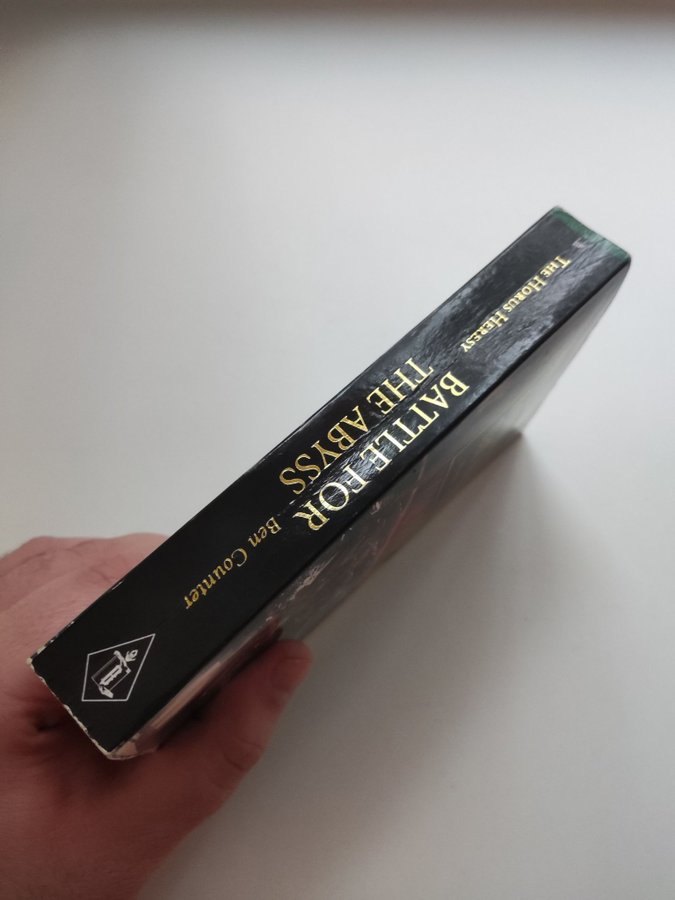 THE HORUS HERESY
BATTLE FOR
THE ABYSS
Ben Counter